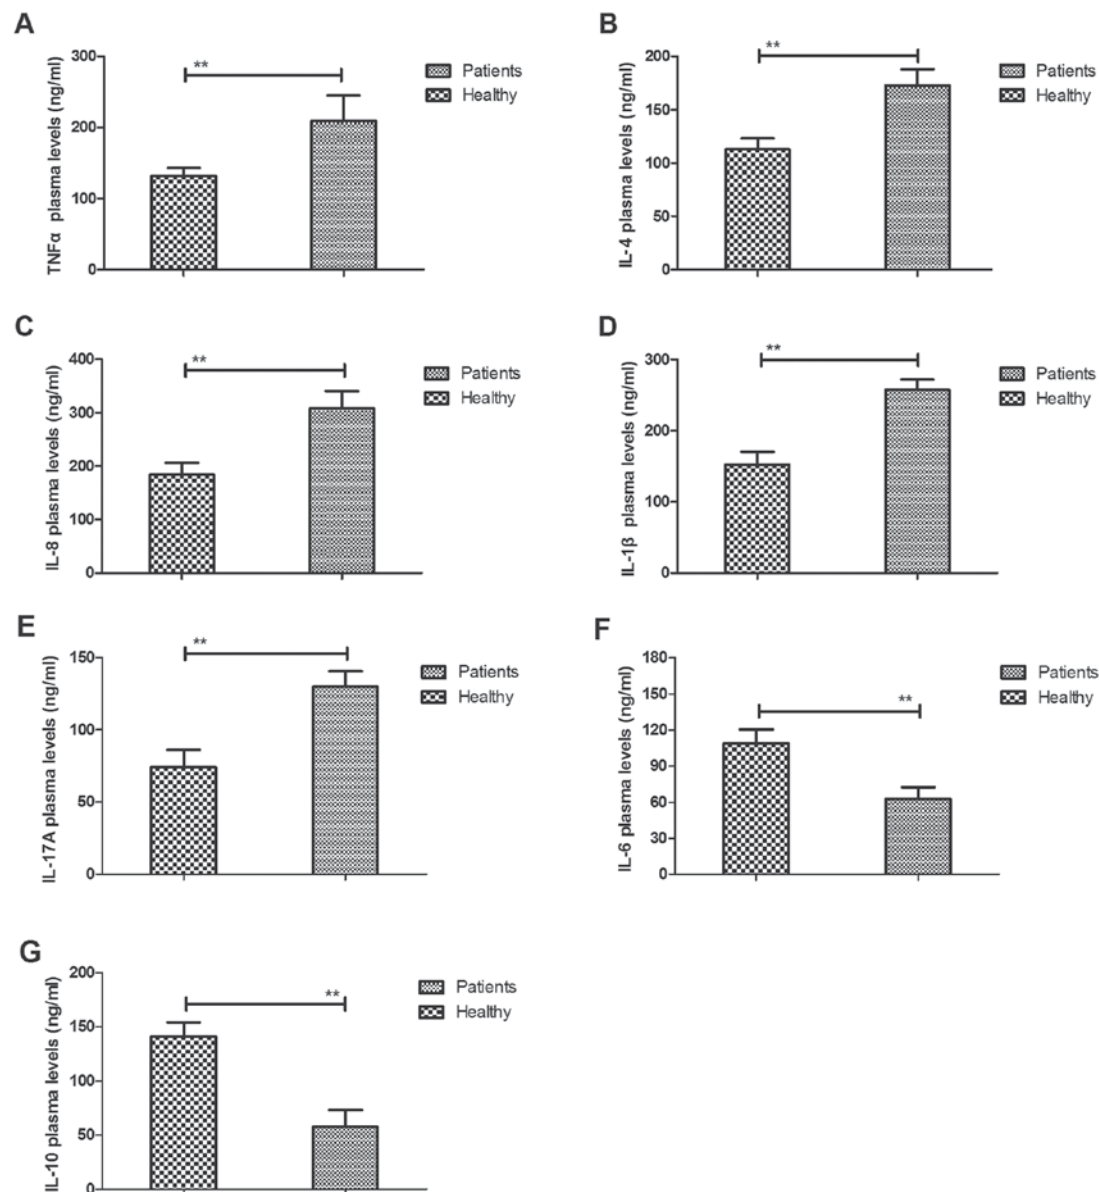 A
TNFα plasma levels (ng/ml)
300
200
100
0
**
Patients
Healthy
B
IL-4 plasma levels (ng/ml)
200
150
100
50
0
**
Patients
Healthy
C
IL-8 plasma levels (ng/ml)
400
300
200
100
0
**
Patients
Healthy
D
IL-1β plasma levels (ng/ml)
300
200
100
0
**
Patients
Healthy
E
IL-17A plasma levels (ng/ml)
150
100
50
0
**
Patients
Healthy
F
IL-6 plasma levels (ng/ml)
180
150
120
90
60
30
0
**
Patients
Healthy
G
IL-10 plasma levels (ng/ml)
200
150
100
50
0
**
Patients
Healthy